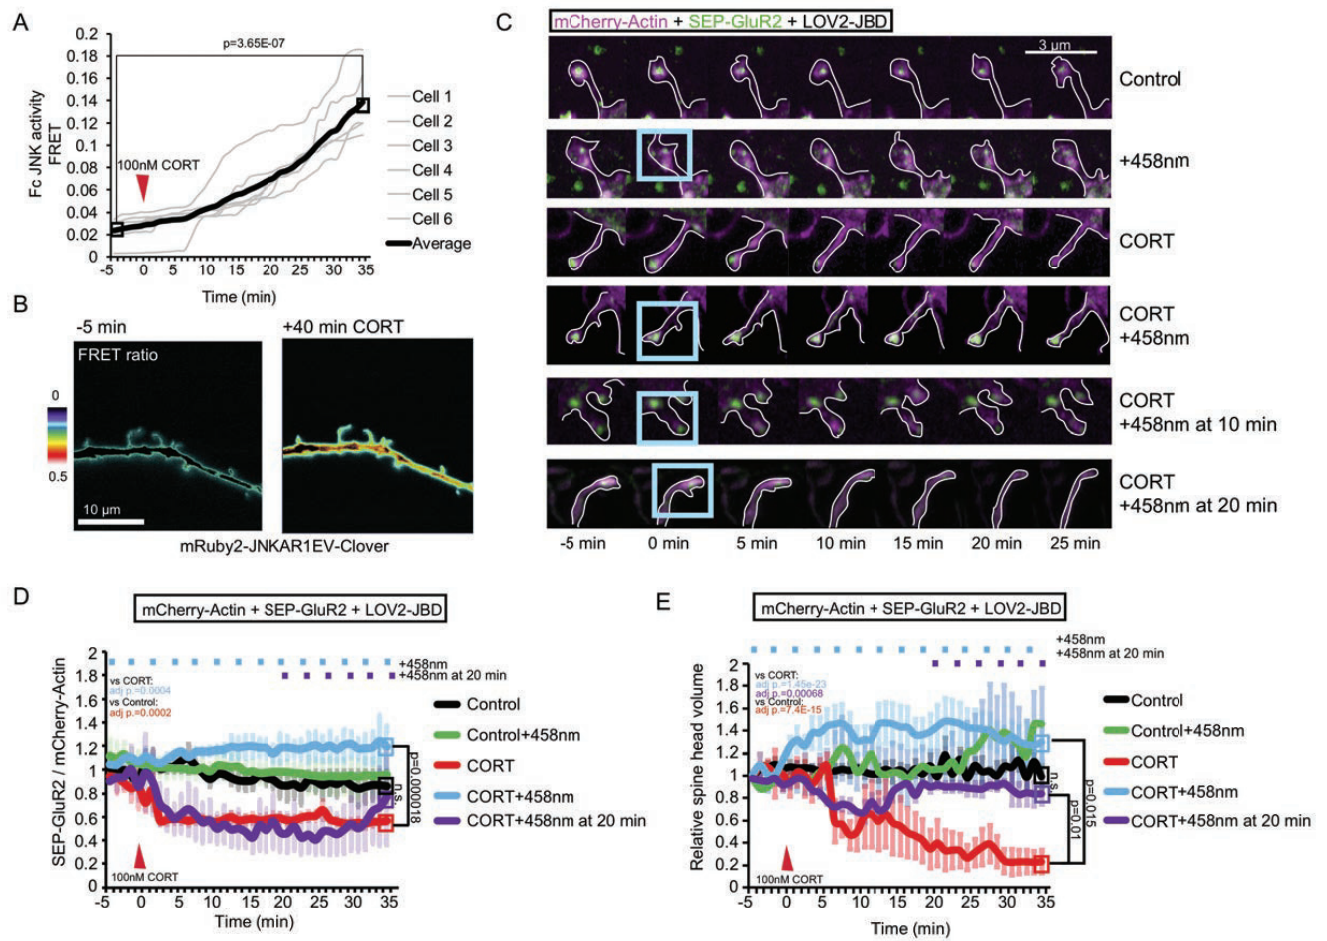 A
0.2
0.18
0.16
0.14
0.12
0.1
0.08
0.06
0.04
0.02
0
Fc JNK activity
FRET
p=3.65E-07
100nM CORT
-5 0 5 10 15 20 25 30 35
Time (min)
Cell 1
Cell 2
Cell 3
Cell 4
Cell 5
Cell 6
Average
B
-5 min
+40 min CORT
FRET ratio
0
0.5
10 µm
mRuby2-JNKAR1EV-Clover
C
mCherry-Actin + SEP-GluR2 + LOV2-JBD
3 µm
Control
+458nm
CORT
CORT
+458nm
CORT
+458nm at 10 min
CORT
+458nm at 20 min
-5 min 0 min 5 min 10 min 15 min 20 min 25 min
D
mCherry-Actin + SEP-GluR2 + LOV2-JBD
SEP-GluR2 / mCherry-Actin
2
1.8
1.6
1.4
1.2
1
0.8
0.6
0.4
0.2
0
+458nm
+458nm at 20 min
vs CORT:
adj p.=0.0004
vs Control:
adj p.=0.0002
n.s.
p=0.000018
100nM CORT
-5 0 5 10 15 20 25 30 35
Time (min)
Control
Control+458nm
CORT
CORT+458nm
CORT+458nm at 20 min
E
mCherry-Actin + SEP-GluR2 + LOV2-JBD
Relative spine head volume
2
1.8
1.6
1.4
1.2
1
0.8
0.6
0.4
0.2
0
+458nm
+458nm at 20 min
vs CORT:
adj p.=1.45e-23
adj p.=0.00068
vs Control:
adj p.=7.4E-15
n.s.
p=0.01
p=0.015
100nM CORT
-5 0 5 10 15 20 25 30 35
Time (min)
Control
Control+458nm
CORT
CORT+458nm
CORT+458nm at 20 min